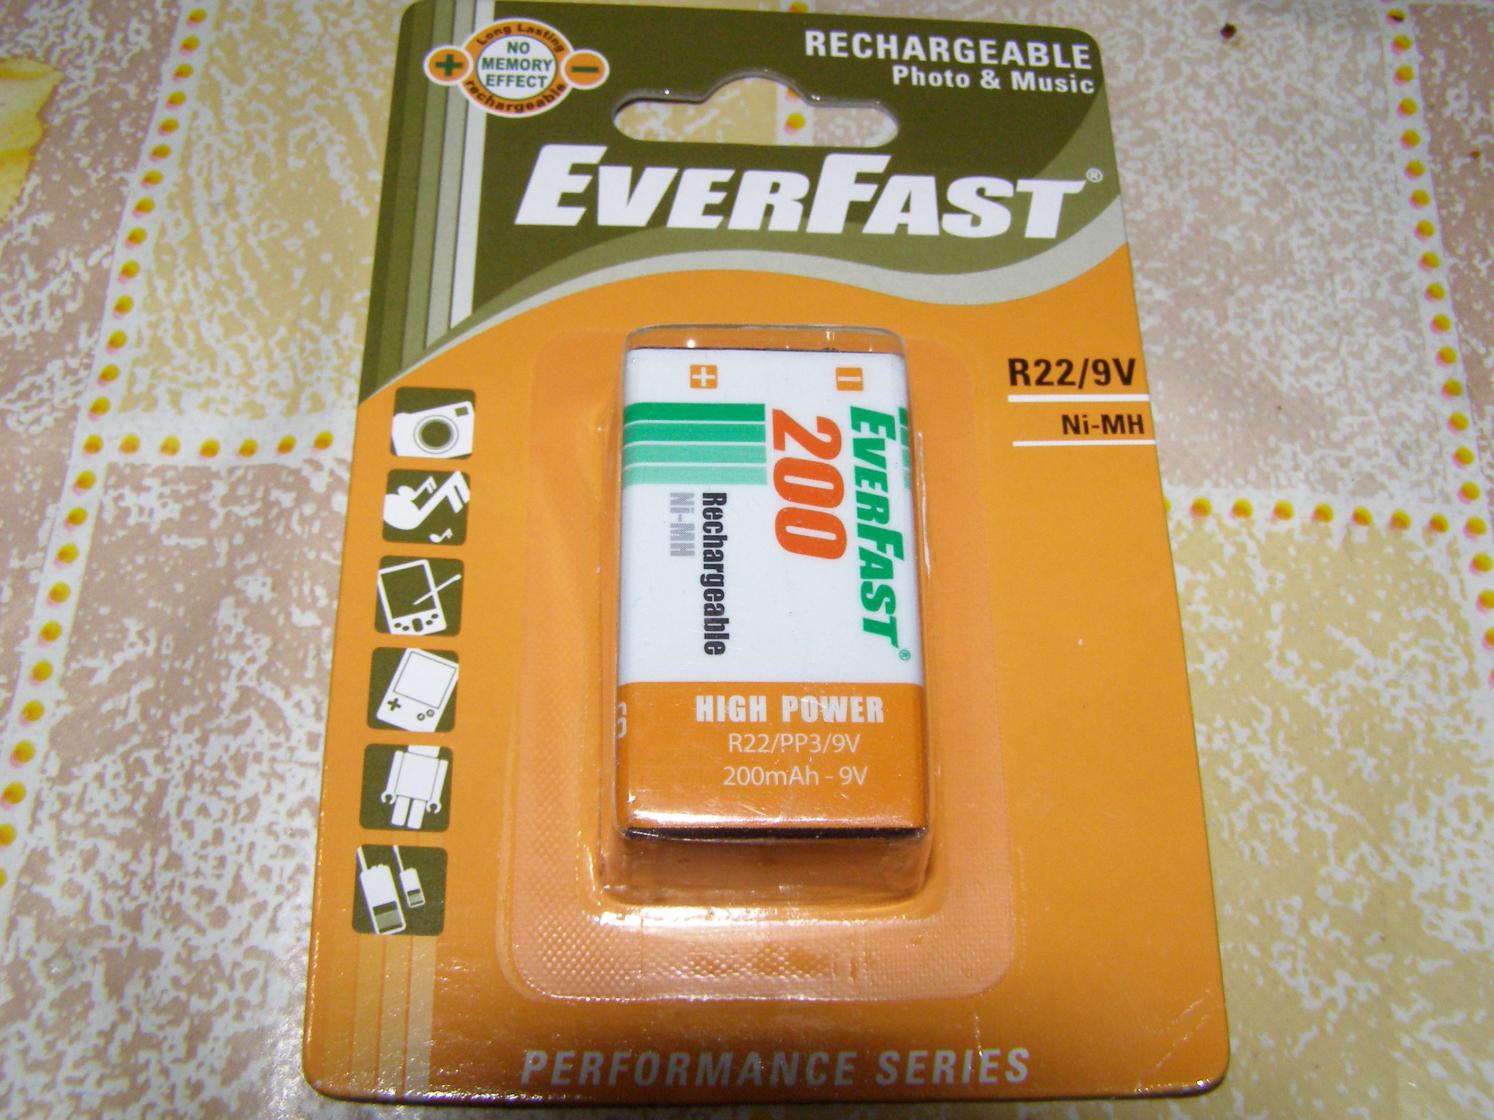 Long Lasting
NO
MEMORY
EFFECT
rechargeable
RECHARGEABLE
Photo & Music
EVERFAST®
R22/9V
Ni-MH
EVERFAST®
200
Rechargeable
Ni-MH
HIGH POWER
R22/PP3/9V
200mAh - 9V
PERFORMANCE SERIES